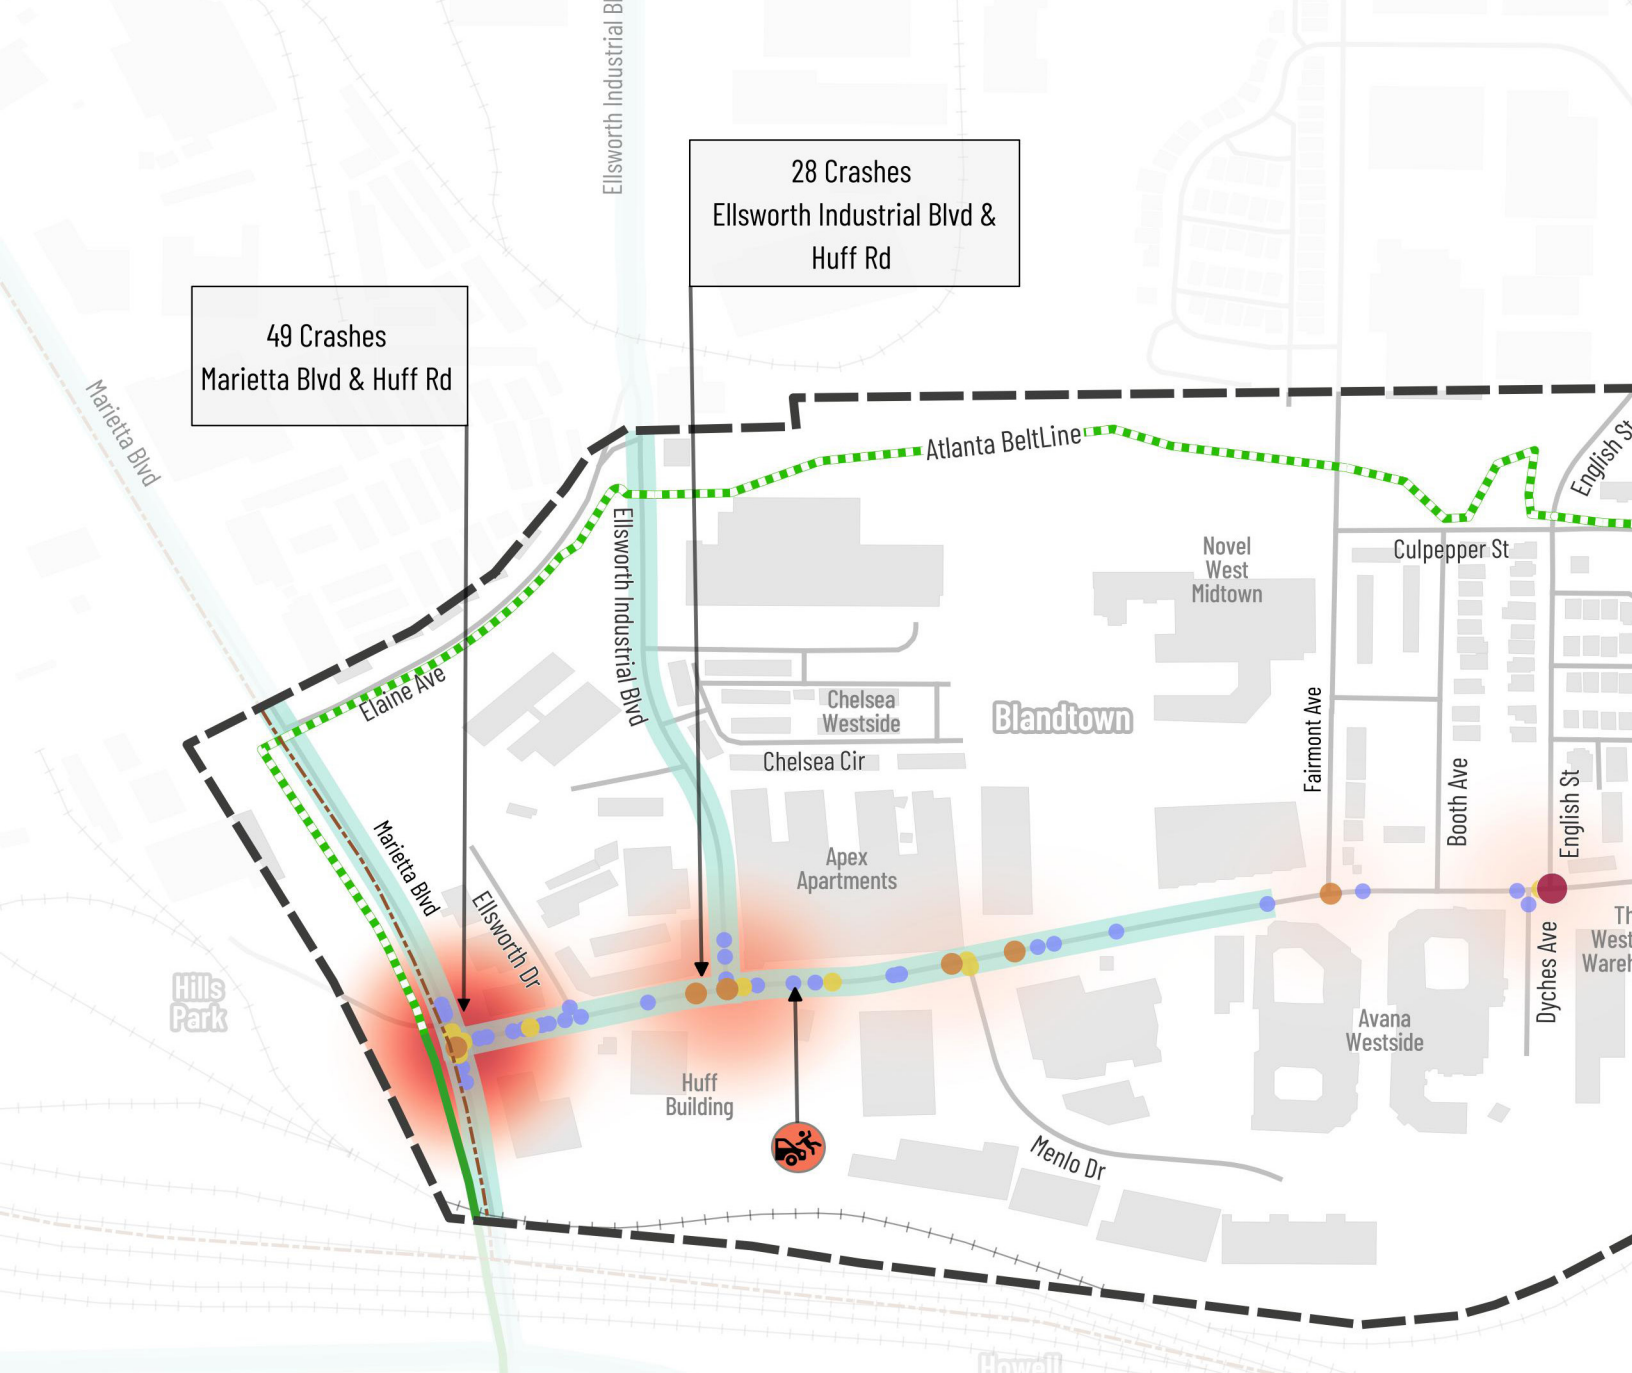 Ellsworth Industrial Bl
28 Crashes
Ellsworth Industrial Blvd &
Huff Rd
49 Crashes
Marietta Blvd & Huff Rd
Marietta Blvd
Atlanta BeltLine
English St
Culpepper St
Novel
West
Midtown
Ellsworth Industrial Blvd
Elaine Ave
Chelsea
Westside
Blandtown
Chelsea Cir
Fairmont Ave
Booth Ave
English St
Marietta Blvd
Apex
Apartments
Ellsworth Dr
Hills
Park
Dyches Ave
Avana
Westside
Huff
Building
Menlo Dr
Howell